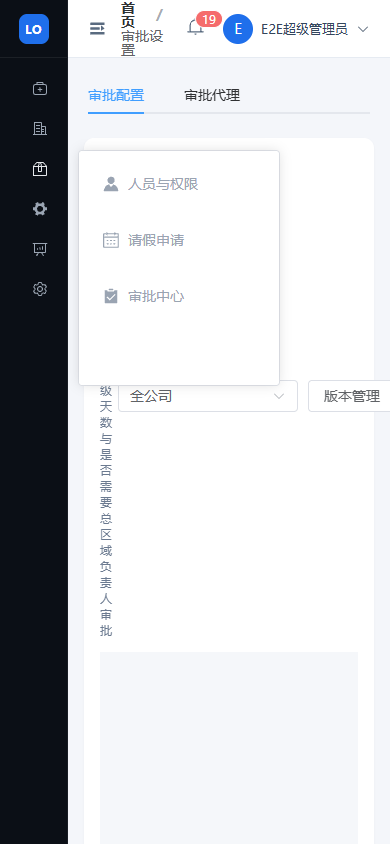 LO
首页 /
审批设置
19
E
E2E超级管理员
审批配置
审批代理
人员与权限
请假申请
审批中心
级
天
数
与
是
否
需
要
总
区
域
负
责
人
审
批
全公司
版本管理